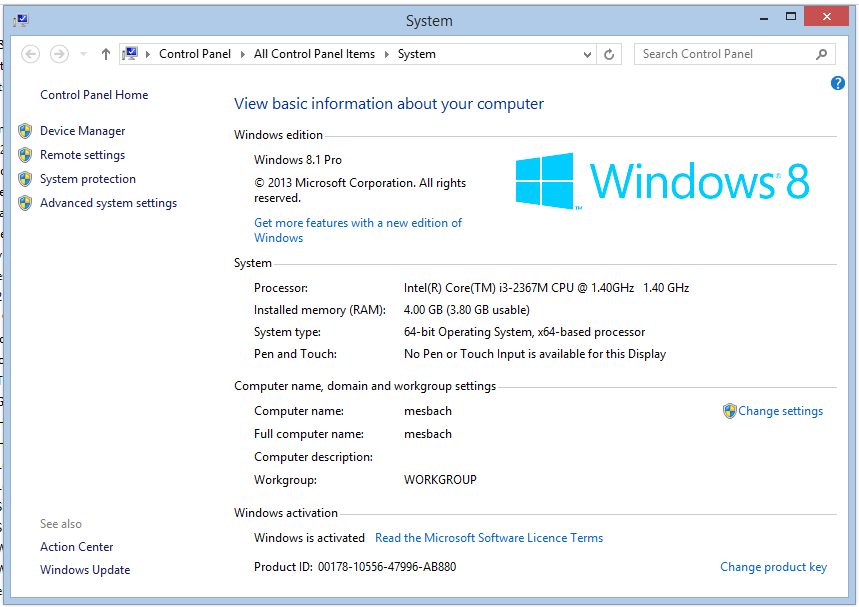 System
Control Panel All Control Panel Items System
Search Control Panel
Control Panel Home
Device Manager
Remote settings
System protection
Advanced system settings
See also
Action Center
Windows Update
View basic information about your computer
Windows edition
Windows 8.1 Pro
© 2013 Microsoft Corporation. All rights
reserved.
Get more features with a new edition of
Windows
Windows® 8
™
System
Processor: Intel(R) Core(TM) i3-2367M CPU @ 1.40GHz 1.40 GHz
Installed memory (RAM): 4.00 GB (3.80 GB usable)
System type: 64-bit Operating System, x64-based processor
Pen and Touch: No Pen or Touch Input is available for this Display
Computer name, domain and workgroup settings
Computer name: mesbach
Change settings
Full computer name: mesbach
Computer description:
Workgroup: WORKGROUP
Windows activation
Windows is activated Read the Microsoft Software Licence Terms
Product ID: 00178-10556-47996-AB880
Change product key